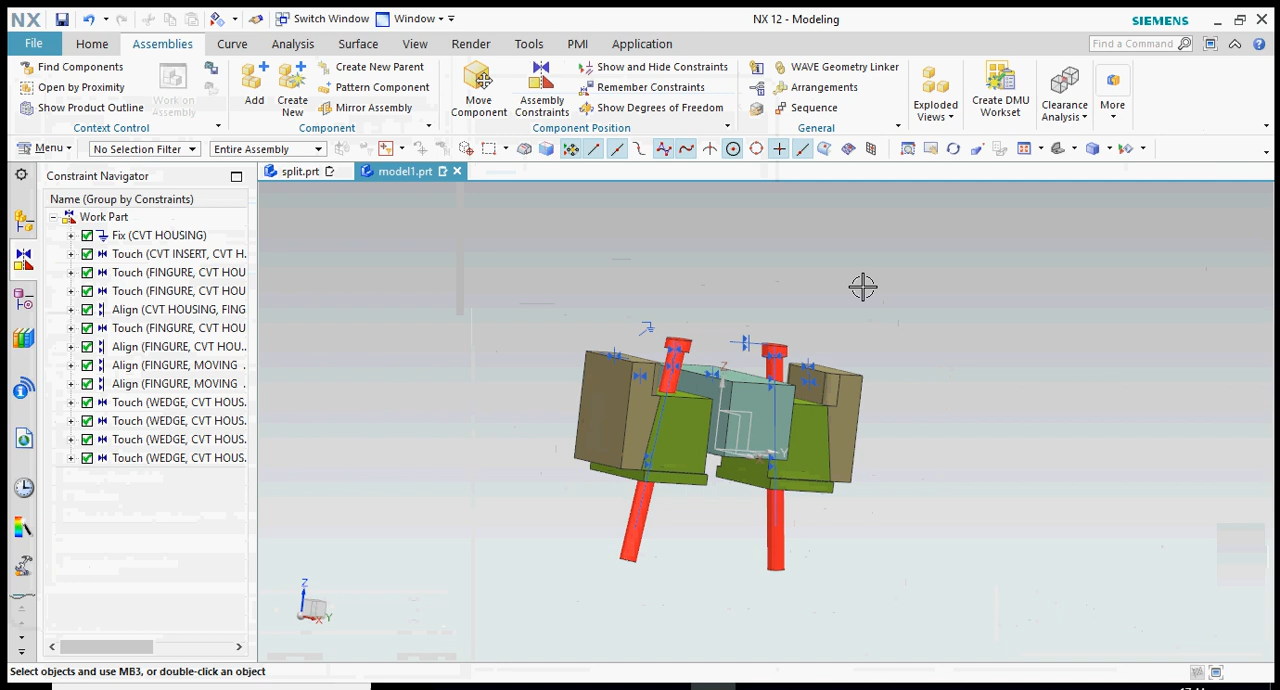 NX Switch Window Window NX 12 - Modeling SIEMENS
File Home Assemblies Curve Analysis Surface View Render Tools PMI Application Find a Command
Find Components
Open by Proximity
Show Product Outline
Work on Assembly
Context Control
Add
Create New
Create New Parent
Pattern Component
Mirror Assembly
Component
Move Component
Assembly Constraints
Show and Hide Constraints
Remember Constraints
Show Degrees of Freedom
Component Position
WAVE Geometry Linker
Arrangements
Sequence
General
Exploded Views
Create DMU Workset
Clearance Analysis
More
Menu No Selection Filter Entire Assembly
Constraint Navigator split.prt model1.prt
Name (Group by Constraints)
Work Part
Fix (CVT HOUSING)
Touch (CVT INSERT, CVT H.
Touch (FINGURE, CVT HOU
Touch (FINGURE, CVT HOU
Align (CVT HOUSING, FING
Touch (FINGURE, CVT HOU
Align (FINGURE, CVT HOU..
Align (FINGURE, MOVING .
Align (FINGURE, MOVING .
Touch (WEDGE, CVT HOUS.
Touch (WEDGE, CVT HOUS.
Touch (WEDGE, CVT HOUS.
Touch (WEDGE, CVT HOUS.
Z
Z
X
Y
Select objects and use MB3, or double-click an object